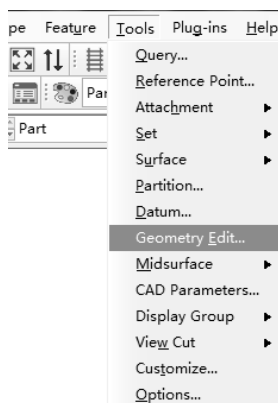 pe Feature Tools Plug-ins Help
Par
Part
Query...
Reference Point...
Attachment
Set
Surface
Partition...
Datum...
Geometry Edit...
Midsurface
CAD Parameters...
Display Group
View Cut
Customize...
Options...